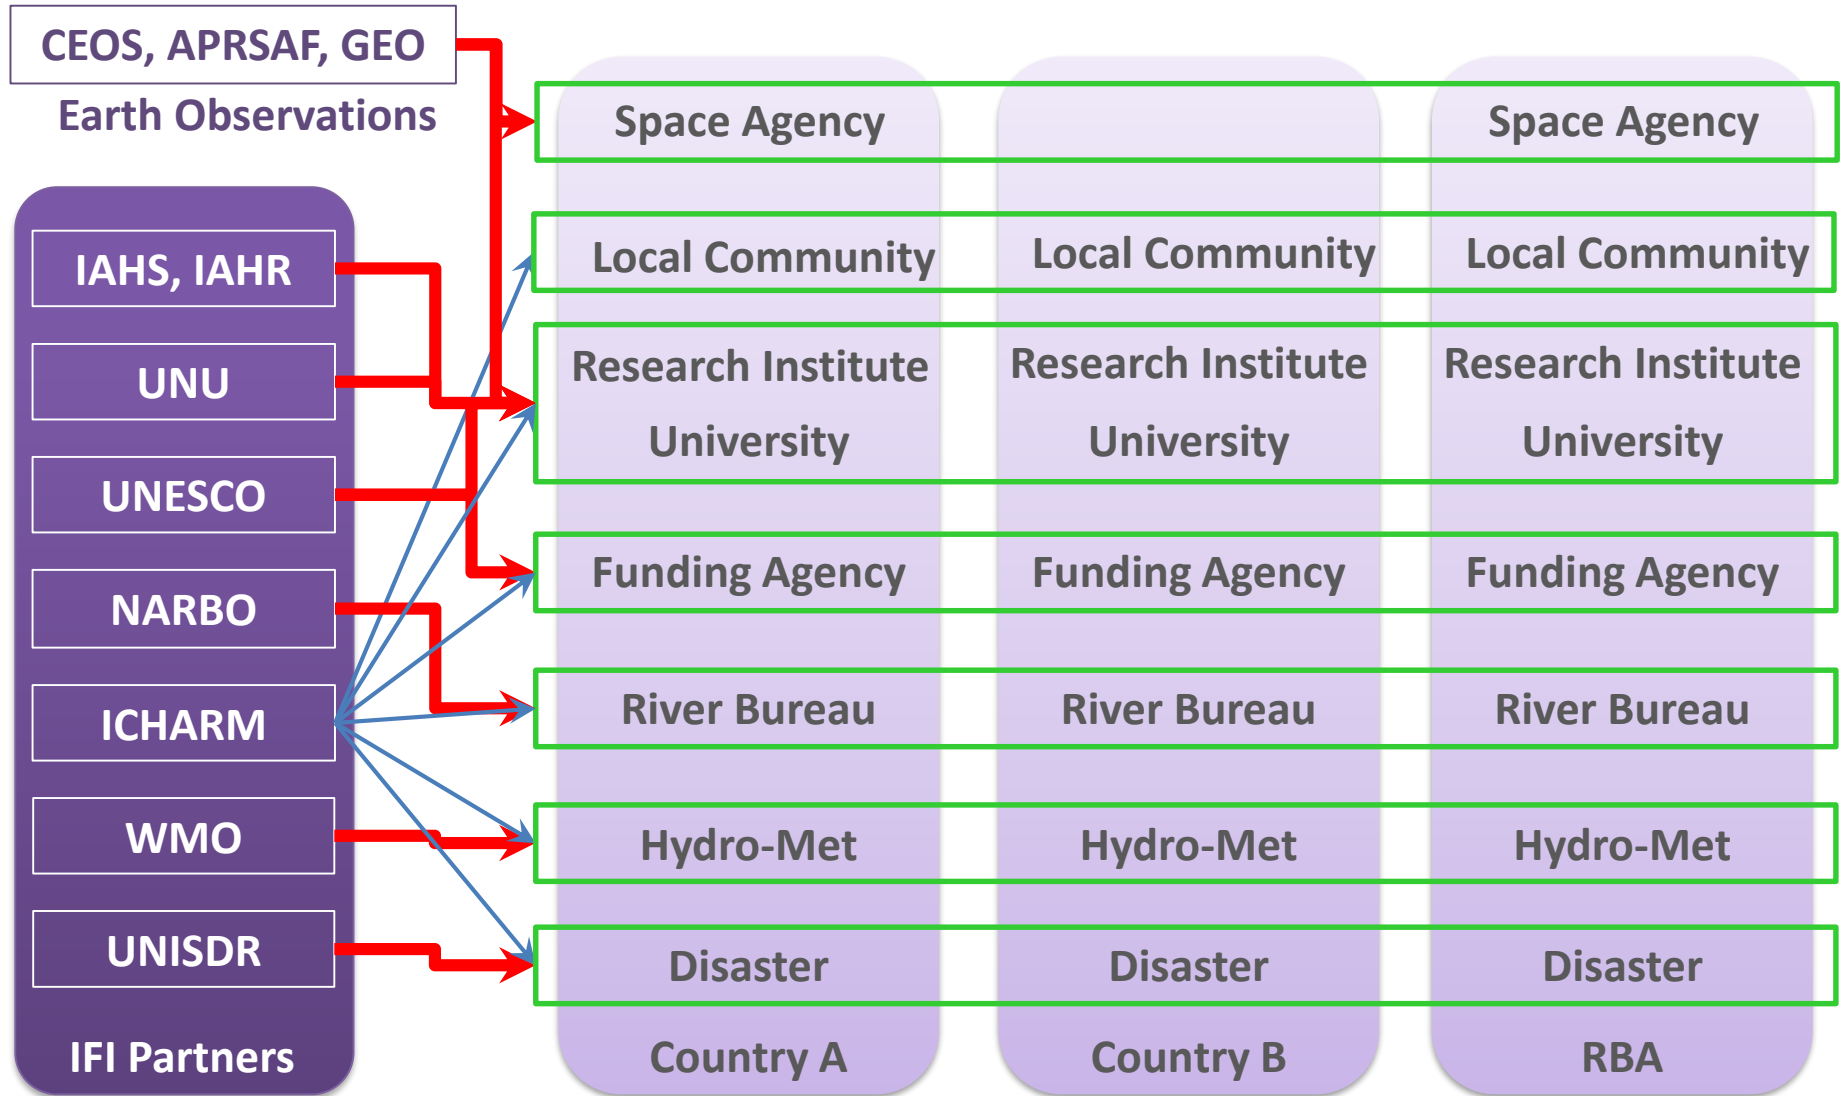 CEOS, APRSAF, GEO
Earth Observations
IAHS, IAHR
UNU
UNESCO
NARBO
ICHARM
WMO
UNISDR
IFI Partners
Space Agency
Space Agency
Local Community
Local Community
Local Community
Research Institute
University
Research Institute
University
Research Institute
University
Funding Agency
Funding Agency
Funding Agency
River Bureau
River Bureau
River Bureau
Hydro-Met
Hydro-Met
Hydro-Met
Disaster
Disaster
Disaster
Country A
Country B
RBA